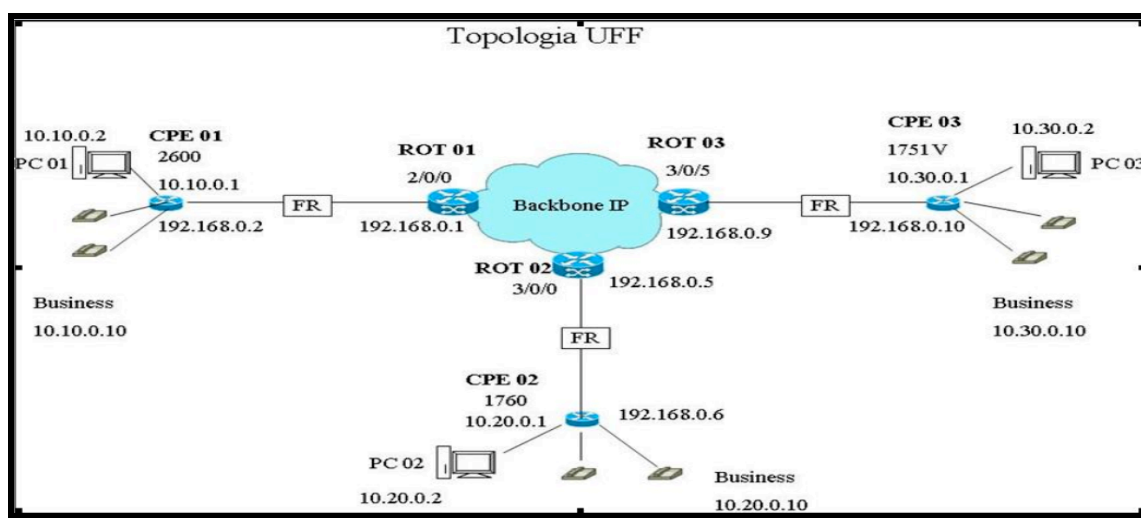 Topologia UFF
10.10.0.2
PC 01
CPE 01
2600
10.10.0.1
192.168.0.2
FR
ROT 01
2/0/0
192.168.0.1
Backbone IP
ROT 03
3/0/5
192.168.0.9
FR
CPE 03
1751V
10.30.0.1
192.168.0.10
10.30.0.2
PC 03
Business
10.10.0.10
ROT 02
3/0/0
192.168.0.5
Business
10.30.0.10
FR
CPE 02
1760
10.20.0.1
192.168.0.6
PC 02
10.20.0.2
Business
10.20.0.10